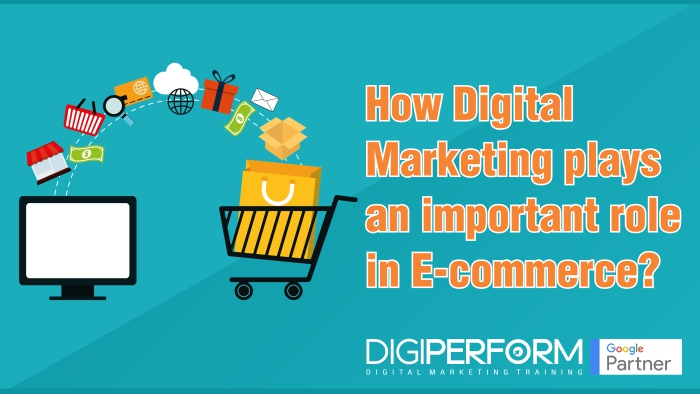 How Digital
Marketing plays
an important role
in E-commerce?
DIGIPERFORM
DIGITAL MARKETING TRAINING
Google
Partner